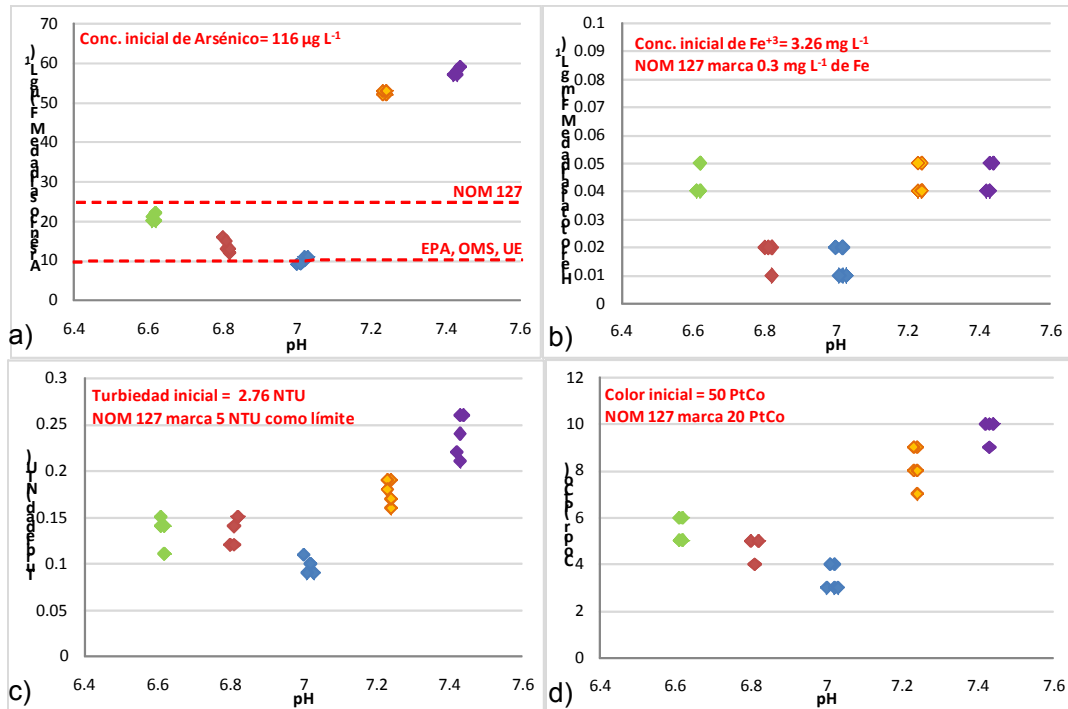 70
60
50
40
30
20
10
0
Conc. inicial de Arsénico= 116 µg L⁻¹
NOM 127
EPA, OMS, UE
6.4 6.6 6.8 7 7.2 7.4 7.6
pH
a)
0.1
0.09
0.08
0.07
0.06
0.05
0.04
0.03
0.02
0.01
0
Conc. inicial de Fe⁺³= 3.26 mg L⁻¹
NOM 127 marca 0.3 mg L⁻¹ de Fe
6.4 6.6 6.8 7 7.2 7.4 7.6
pH
b)
0.3
0.25
0.2
0.15
0.1
0.05
0
Turbiedad inicial = 2.76 NTU
NOM 127 marca 5 NTU como límite
6.4 6.6 6.8 7 7.2 7.4 7.6
pH
c)
12
10
8
6
4
2
0
Color inicial = 50 PtCo
NOM 127 marca 20 PtCo
6.4 6.6 6.8 7 7.2 7.4 7.6
pH
d)